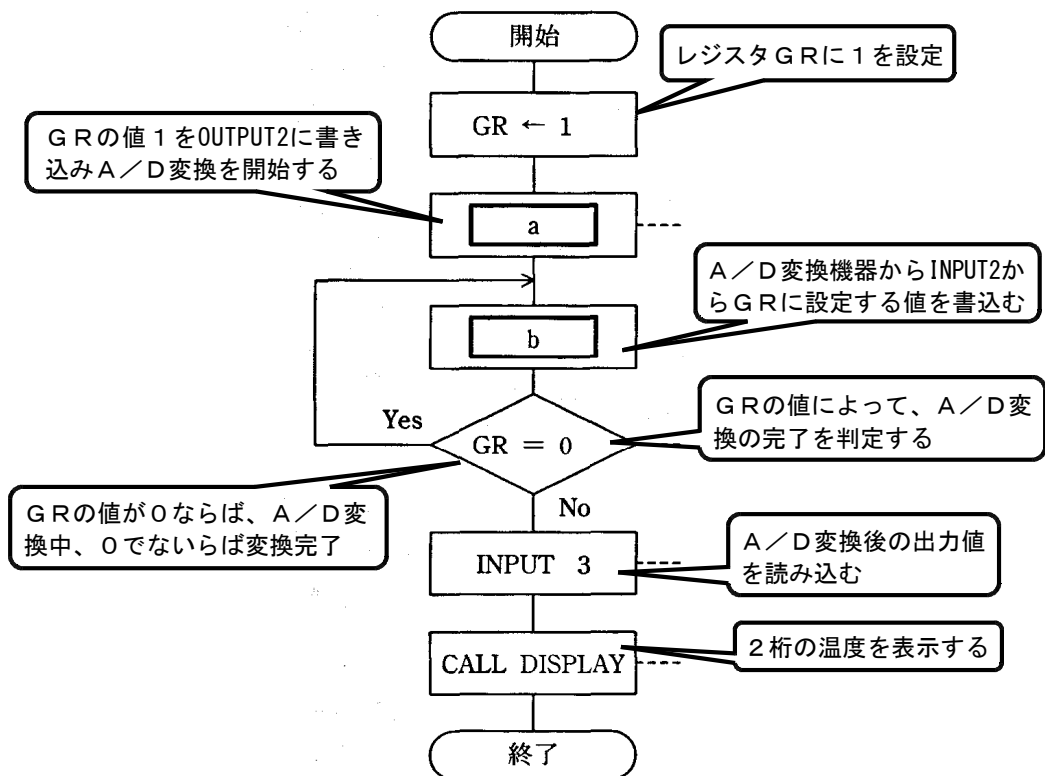 開始
レジスタGRに1を設定
GR ← 1
GRの値1をOUTPUT2に書き
込みA/D変換を開始する
a
A/D変換機器からINPUT2か
らGRに設定する値を書込む
b
GRの値によって、A/D変
換の完了を判定する
Yes
GR = 0
GRの値が0ならば、A/D変
換中、0でないらば変換完了
No
A/D変換後の出力値
を読み込む
INPUT 3
2桁の温度を表示する
CALL DISPLAY
終了